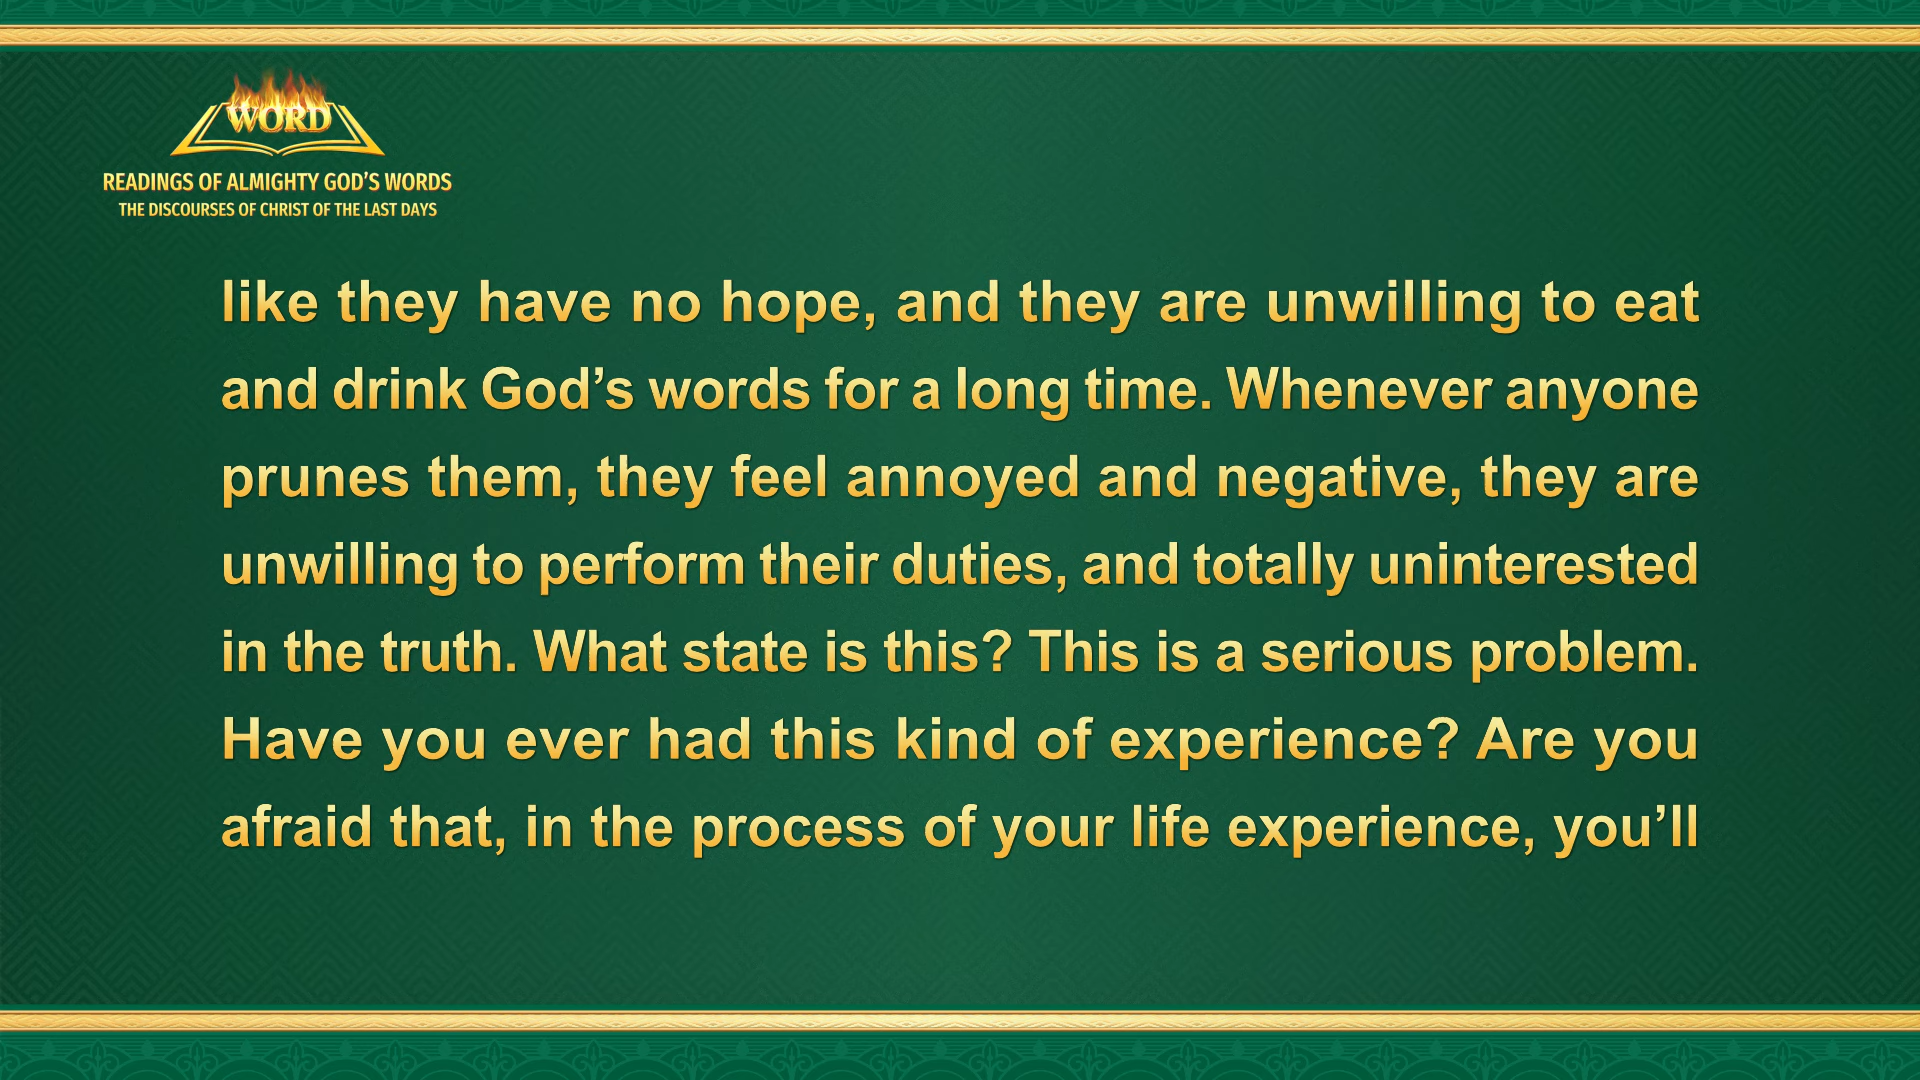 WORD
READINGS OF ALMIGHTY GOD’S WORDS
THE DISCOURSES OF CHRIST OF THE LAST DAYS
like they have no hope, and they are unwilling to eat
and drink God’s words for a long time. Whenever anyone
prunes them, they feel annoyed and negative, they are
unwilling to perform their duties, and totally uninterested
in the truth. What state is this? This is a serious problem.
Have you ever had this kind of experience? Are you
afraid that, in the process of your life experience, you’ll